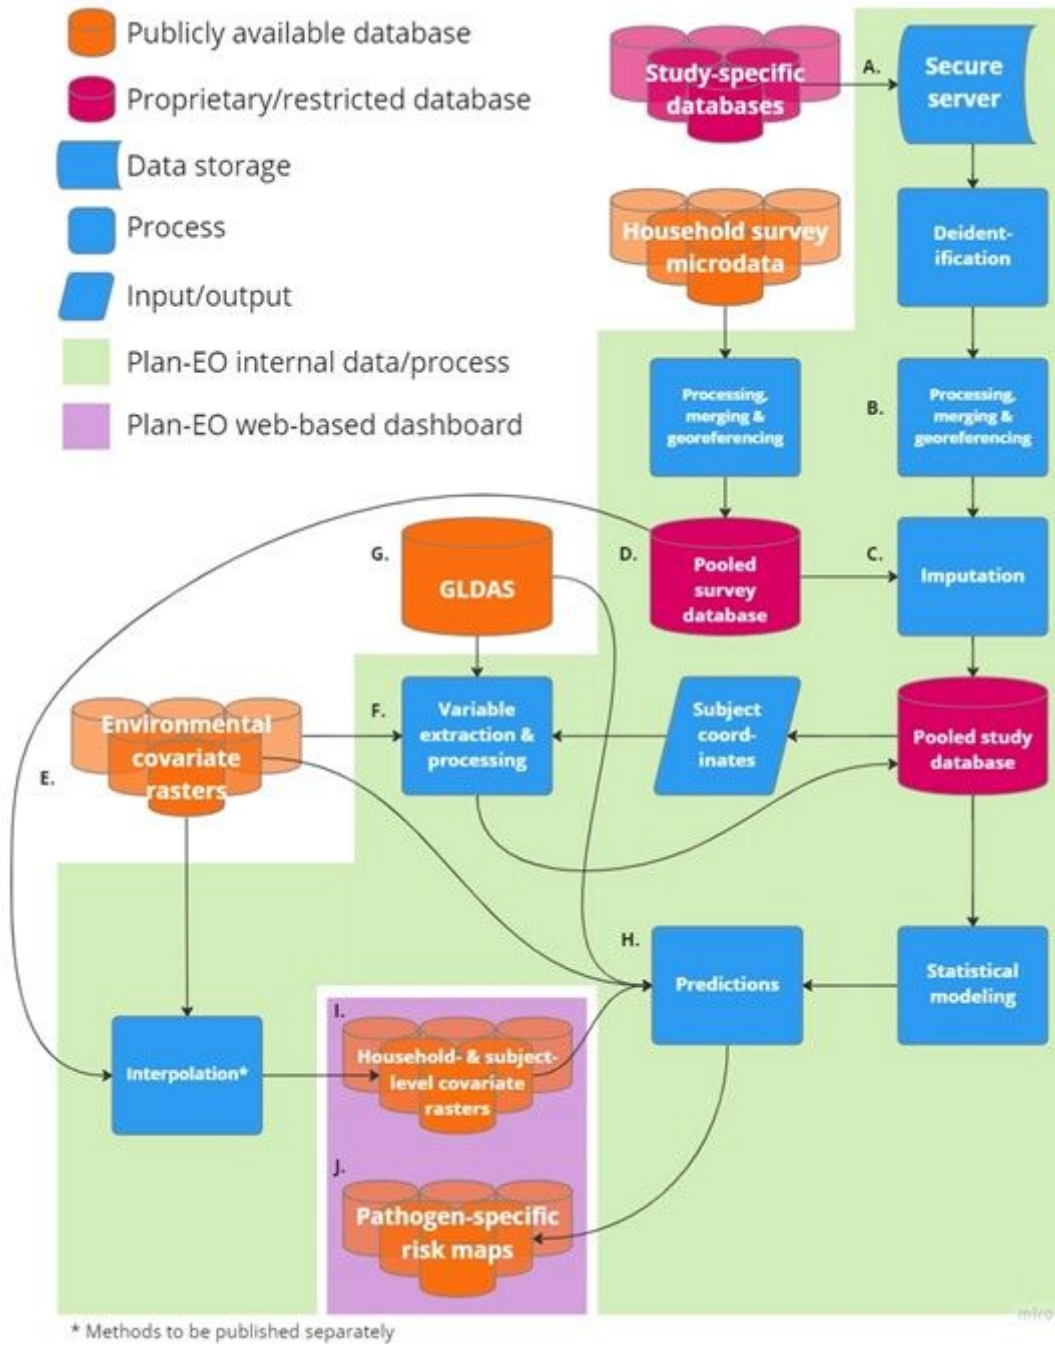 Publicly available database
Proprietary/restricted database
Data storage
Process
Input/output
Plan-EO internal data/process
Plan-EO web-based dashboard
Study-specific
databases
A.
Secure
server
Household survey
microdata
Deident-
ification
Processing,
merging &
georeferencing
B.
Processing,
merging &
georeferencing
G.
GLDAS
D.
Pooled
survey
database
C.
Imputation
E.
Environmental
covariate
rasters
F.
Variable
extraction &
processing
Subject
coord-
inates
Pooled study
database
H.
Predictions
Statistical
modeling
Interpolation*
I.
Household- & subject-
level covariate
rasters
J.
Pathogen-specific
risk maps
miro
* Methods to be published separately